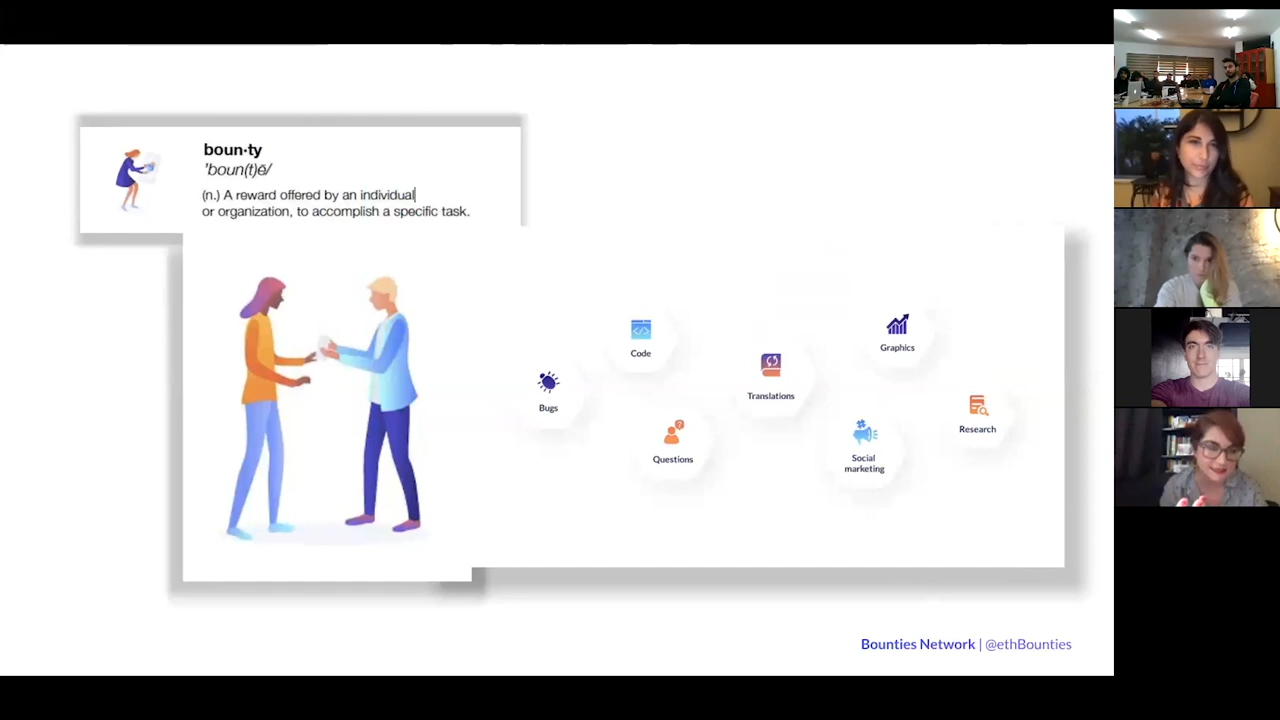 boun·ty
'boun(t)ē/
(n.) A reward offered by an individual
or organization, to accomplish a specific task.
Code
Graphics
Bugs
Translations
Research
Questions
Social
marketing
Bounties Network | @ethBounties